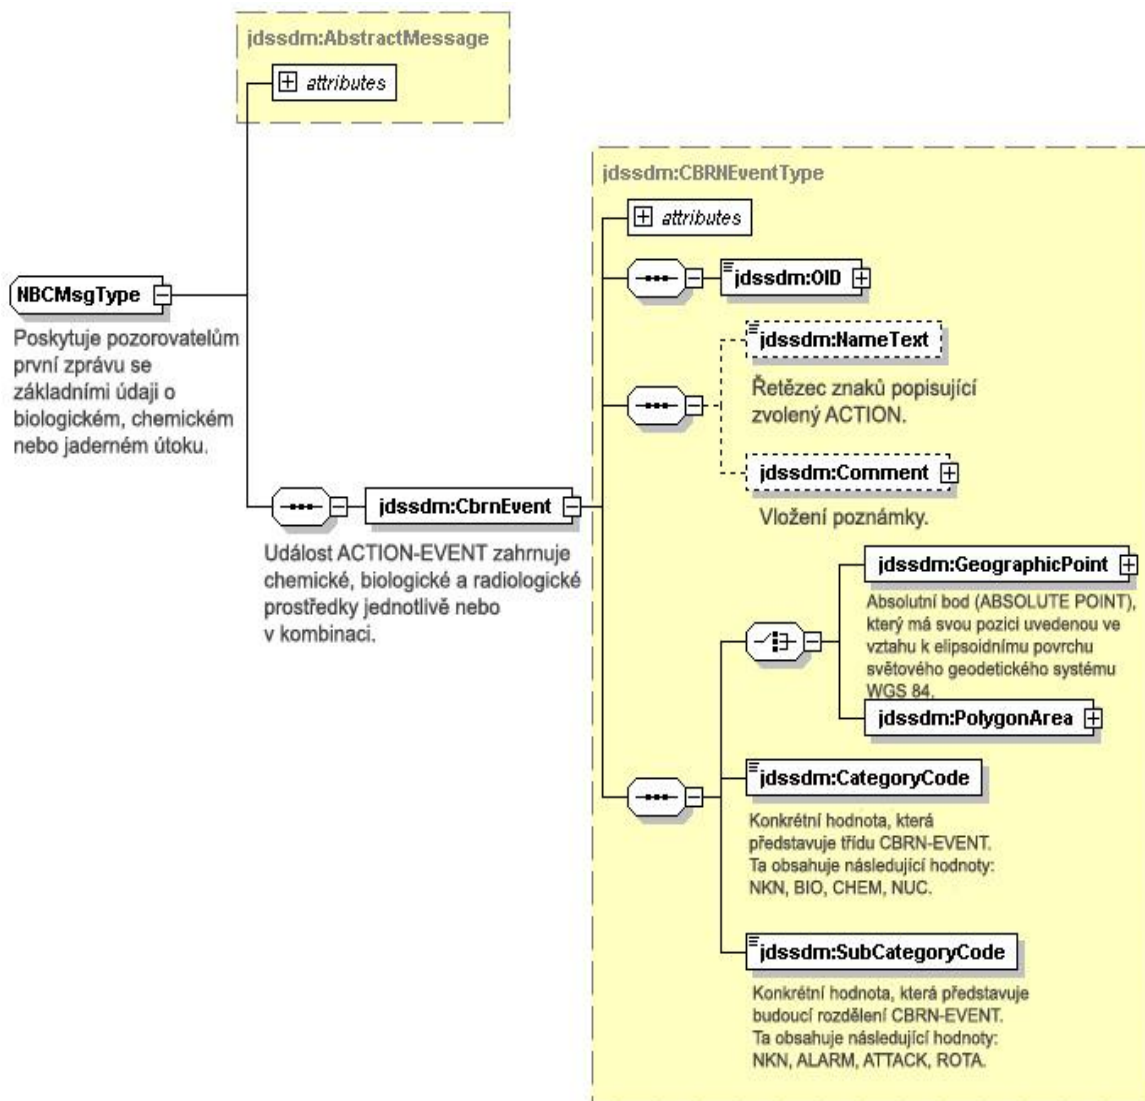 jdssdm:AbstractMessage
attributes
jdssdm:CBRNEventType
attributes
jdssdm:OID
NBCMsgType
Poskytuje pozorovatelům
první zprávu se
základními údaji o
biologickém, chemickém
nebo jaderném útoku.
jdssdm:NameText
Řetězec znaků popisující
zvolený ACTION.
jdssdm:Comment
Vložení poznámky.
jdssdm:CbrnEvent
Událost ACTION-EVENT zahrnuje
chemické, biologické a radiologické
prostředky jednotlivě nebo
v kombinaci.
jdssdm:GeographicPoint
Absolutní bod (ABSOLUTE POINT),
který má svou pozici uvedenou ve
vztahu k elipsoidnímu povrchu
světového geodetického systému
WGS 84.
jdssdm:PolygonArea
jdssdm:CategoryCode
Konkrétní hodnota, která
představuje třídu CBRN-EVENT.
Ta obsahuje následující hodnoty:
NKN, BIO, CHEM, NUC.
jdssdm:SubCategoryCode
Konkrétní hodnota, která představuje
budoucí rozdělení CBRN-EVENT.
Ta obsahuje následující hodnoty:
NKN, ALARM, ATTACK, ROTA.